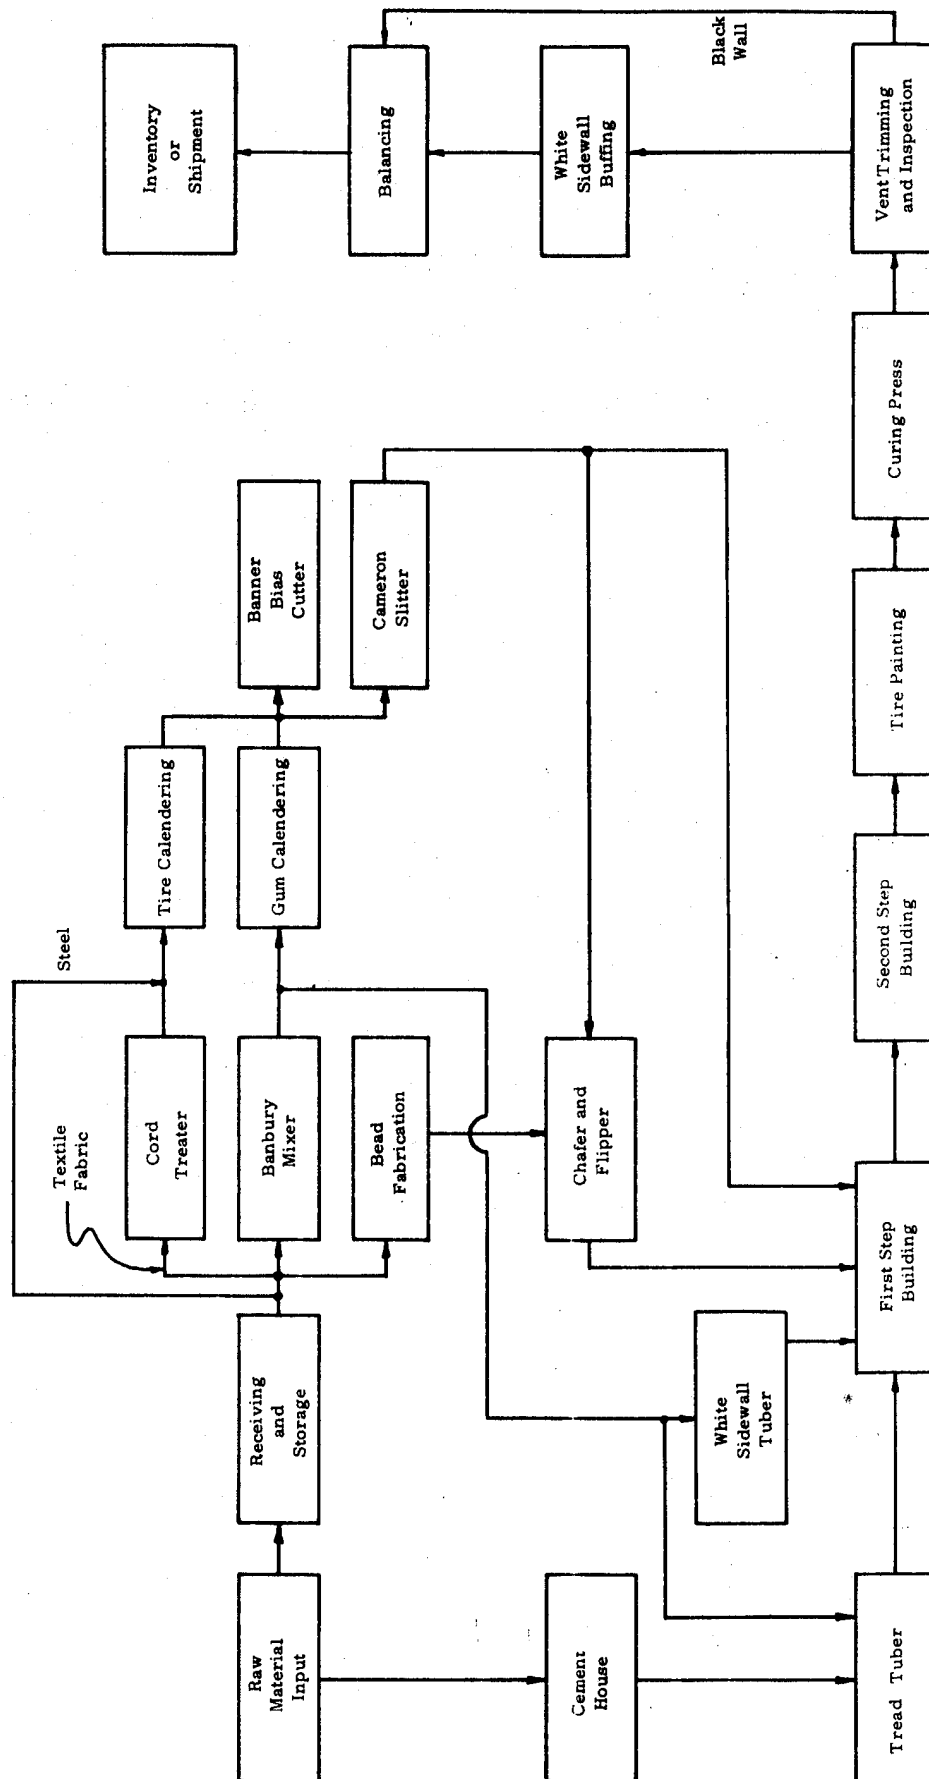 Raw
Material
Input
Receiving
and
Storage
Textile
Fabric
Steel
Cord
Treater
Banbury
Mixer
Bead
Fabrication
Tire Calendering
Gum Calendering
Banner
Bias
Cutter
Cameron
Slitter
Inventory
or
Shipment
Balancing
White
Sidewall
Buffing
Black
Wall
Cement
House
Chafer and
Flipper
White
Sidewall
Tuber
Tread Tuber
First Step
Building
Second Step
Building
Tire Painting
Curing Press
Vent Trimming
and Inspection